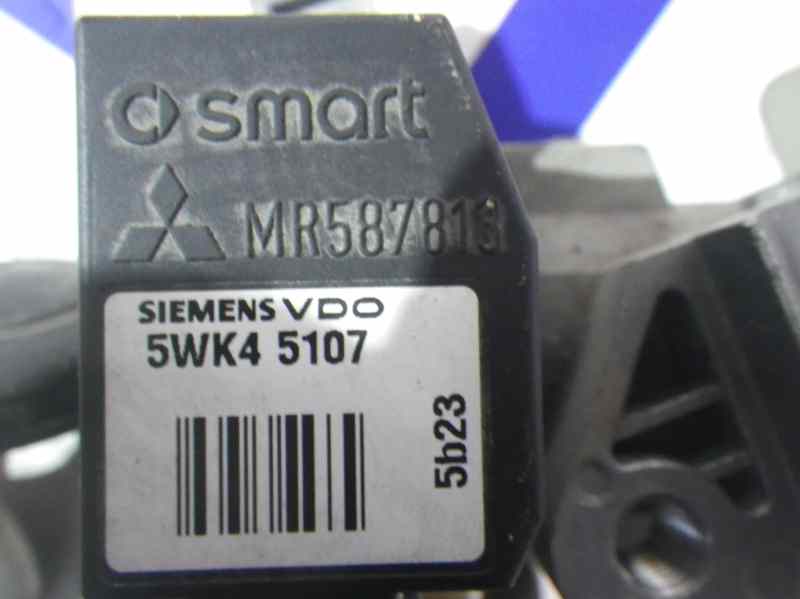 smart
MR587813
SIEMENS VDO
5WK4 5107
5b23